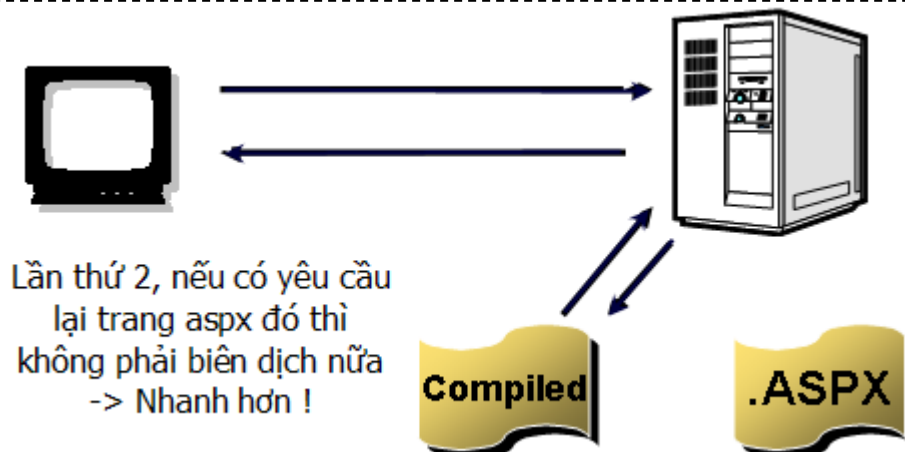 Lần thứ 2, nếu có yêu cầu
lại trang aspx đó thì
không phải biên dịch nữa
-> Nhanh hơn !
Compiled
.ASPX